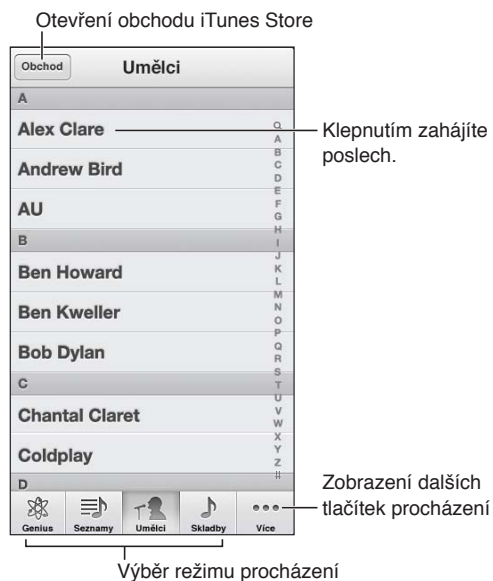 Otevření obchodu iTunes Store
Obchod
Umělci
A
Alex Clare
Andrew Bird
AU
B
Ben Howard
Ben Kweller
Bob Dylan
C
Chantal Claret
Coldplay
D
A
B
C
D
E
F
G
H
I
J
K
L
M
N
O
P
Q
R
S
T
U
V
W
X
Y
Z
#
Klepnutím zahájíte
poslech.
Genius Seznamy Umělci Skladby Více
Zobrazení dalších
tlačítek procházení
Výběr režimu procházení